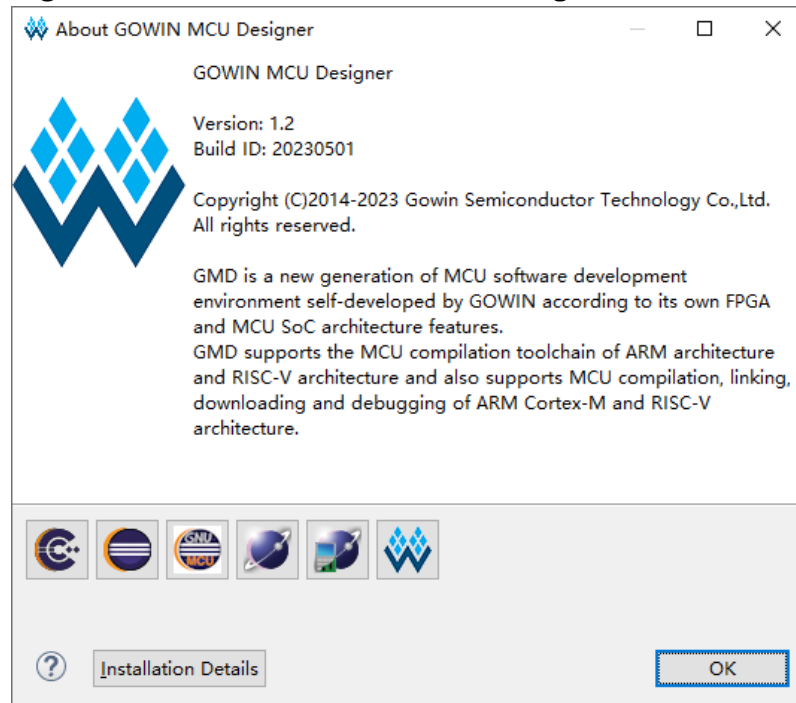 About GOWIN MCU Designer
GOWIN MCU Designer
Version: 1.2
Build ID: 20230501
Copyright (C)2014-2023 Gowin Semiconductor Technology Co.,Ltd.
All rights reserved.
GMD is a new generation of MCU software development
environment self-developed by GOWIN according to its own FPGA
and MCU SoC architecture features.
GMD supports the MCU compilation toolchain of ARM architecture
and RISC-V architecture and also supports MCU compilation, linking,
downloading and debugging of ARM Cortex-M and RISC-V
architecture.
GNU
MCU
Installation Details
OK